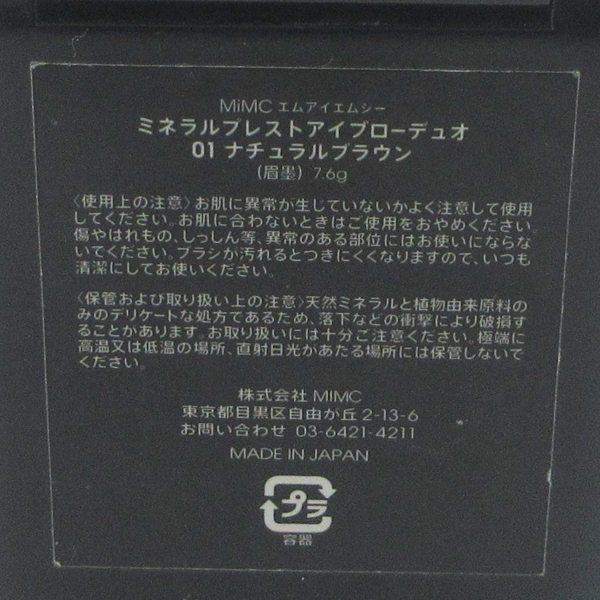 MiMC エムアイエムシー
ミネラルプレストアイブローデュオ
01 ナチュラルブラウン
(眉墨) 7.6g
〈使用上の注意〉お肌に異常が生じていないかよく注意して使用
してください。お肌に合わないときはご使用をおやめください。
傷やはれもの、しっしん等、異常のある部位にはお使いにならな
いでください。ブラシが汚れるとつきにくくなりますので、いつも
清潔にしてお使いください。
〈保管および取り扱い上の注意〉天然ミネラルと植物由来原料の
みのデリケートな処方であるため、落下などの衝撃により破損す
ることがあります。お取り扱いには十分ご注意ください。極端に
高温又は低温の場所、直射日光があたる場所には保管しないで
ください。
株式会社 MIMC
東京都目黒区自由が丘 2-13-6
お問い合わせ 03-6421-4211
MADE IN JAPAN
プラ
容器